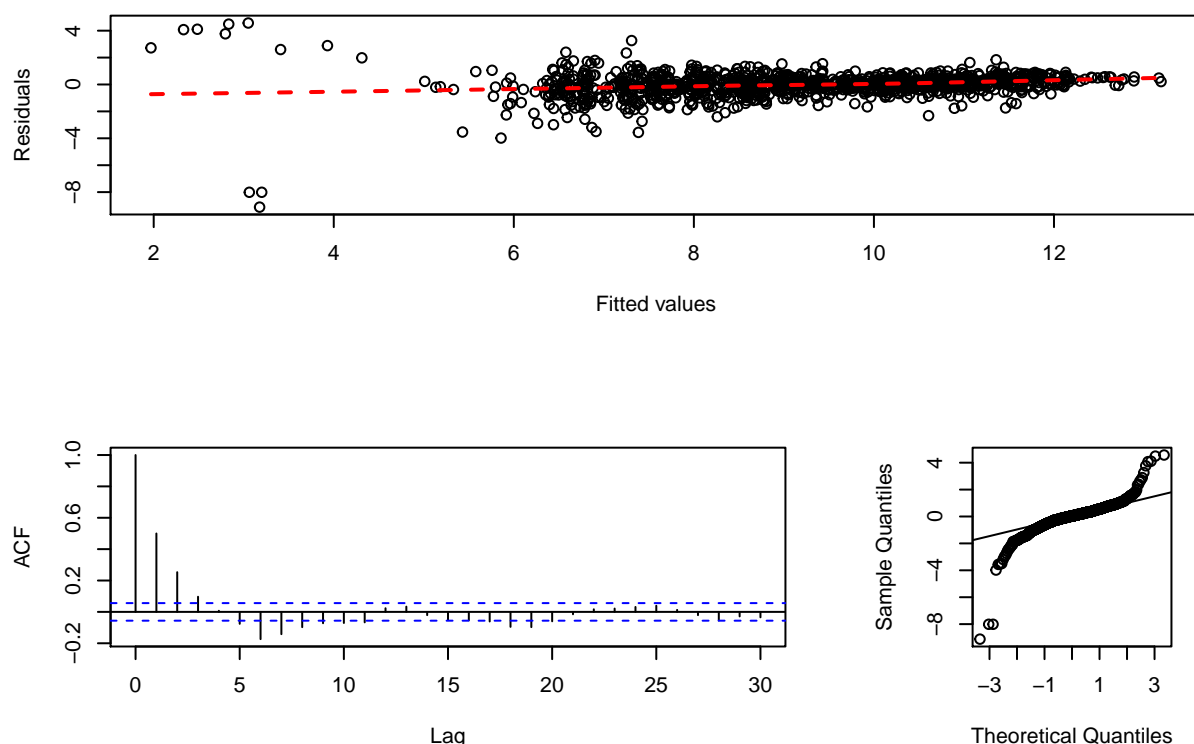 4
0
−4
−8
Residuals
2 4 6 8 10 12
Fitted values
1.0
0.6
0.2
−0.2
ACF
0 5 10 15 20 25 30
Lag
4
0
−4
−8
Sample Quantiles
−3 −1 1 3
Theoretical Quantiles